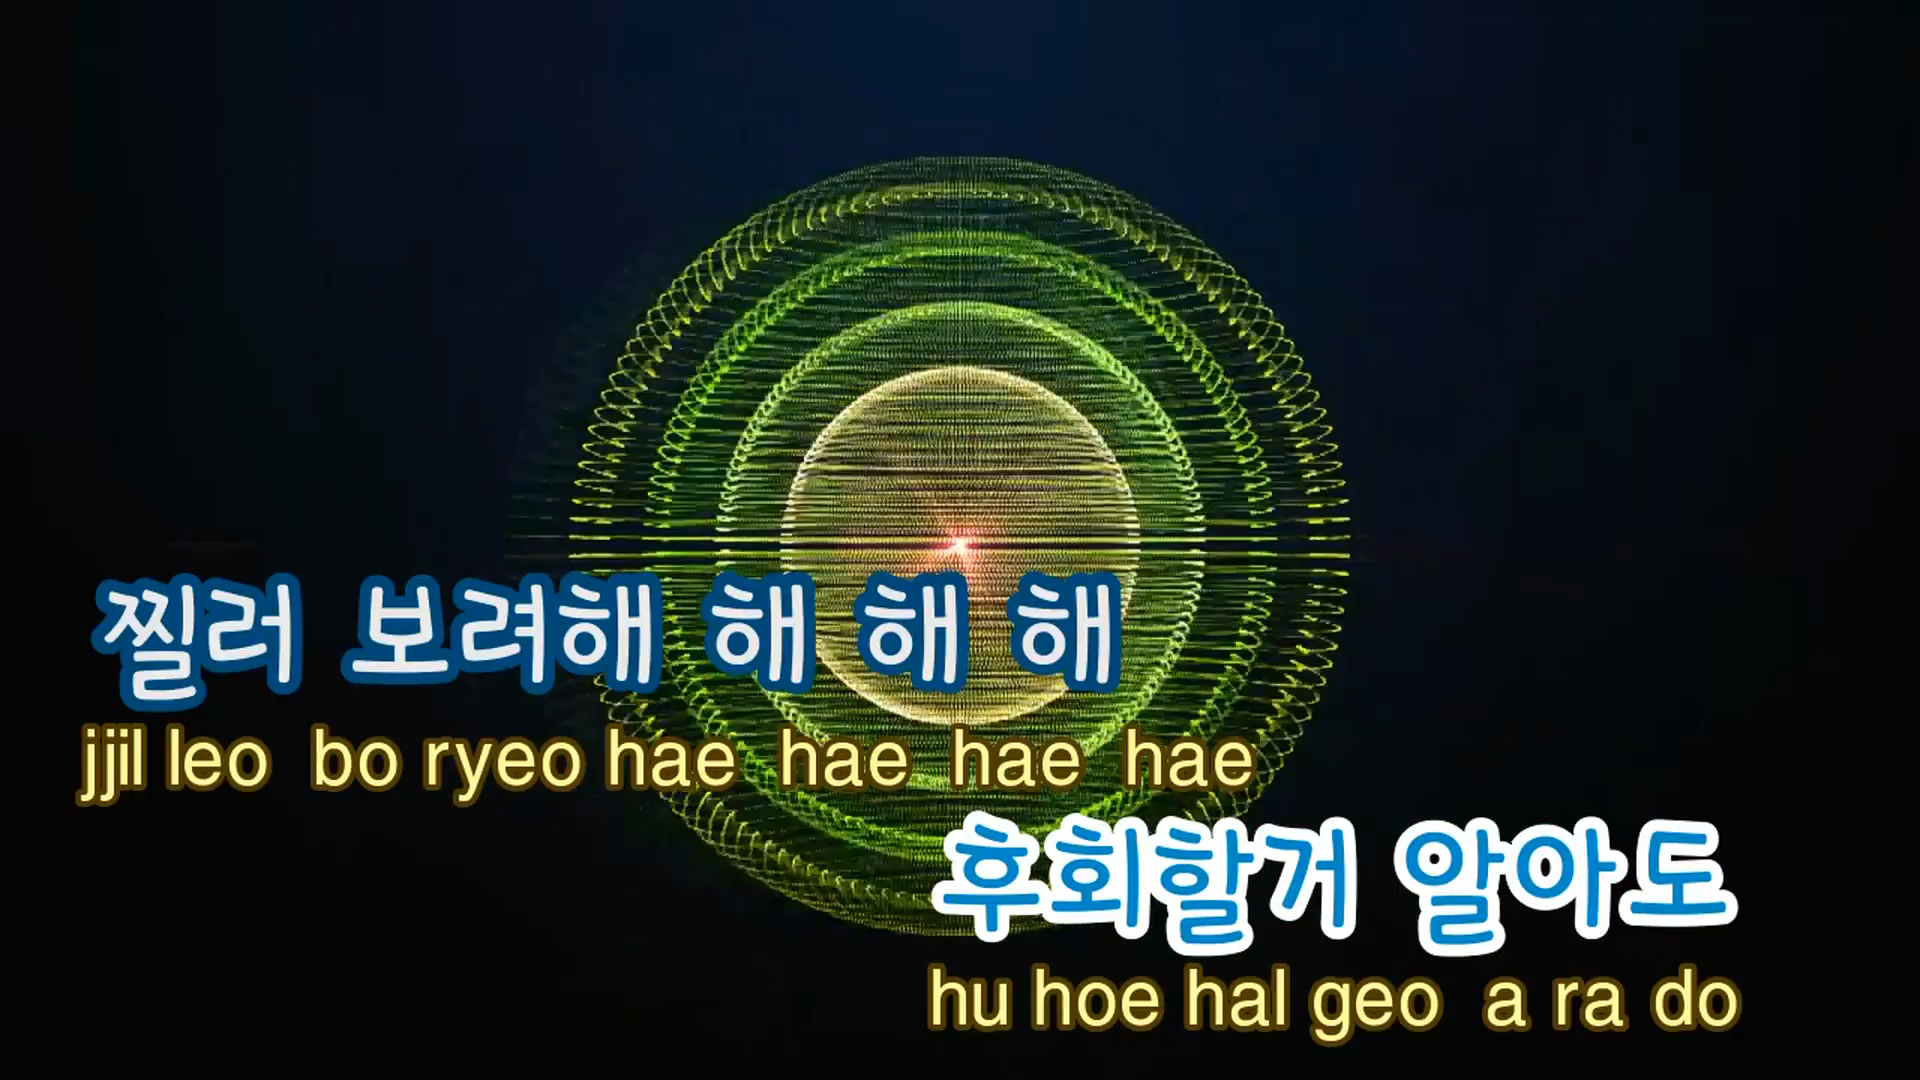 찔러 보려해 해 해 해
jjil leo bo ryeo hae hae hae hae
후회할거 알아도
hu hoe hal geo a ra do